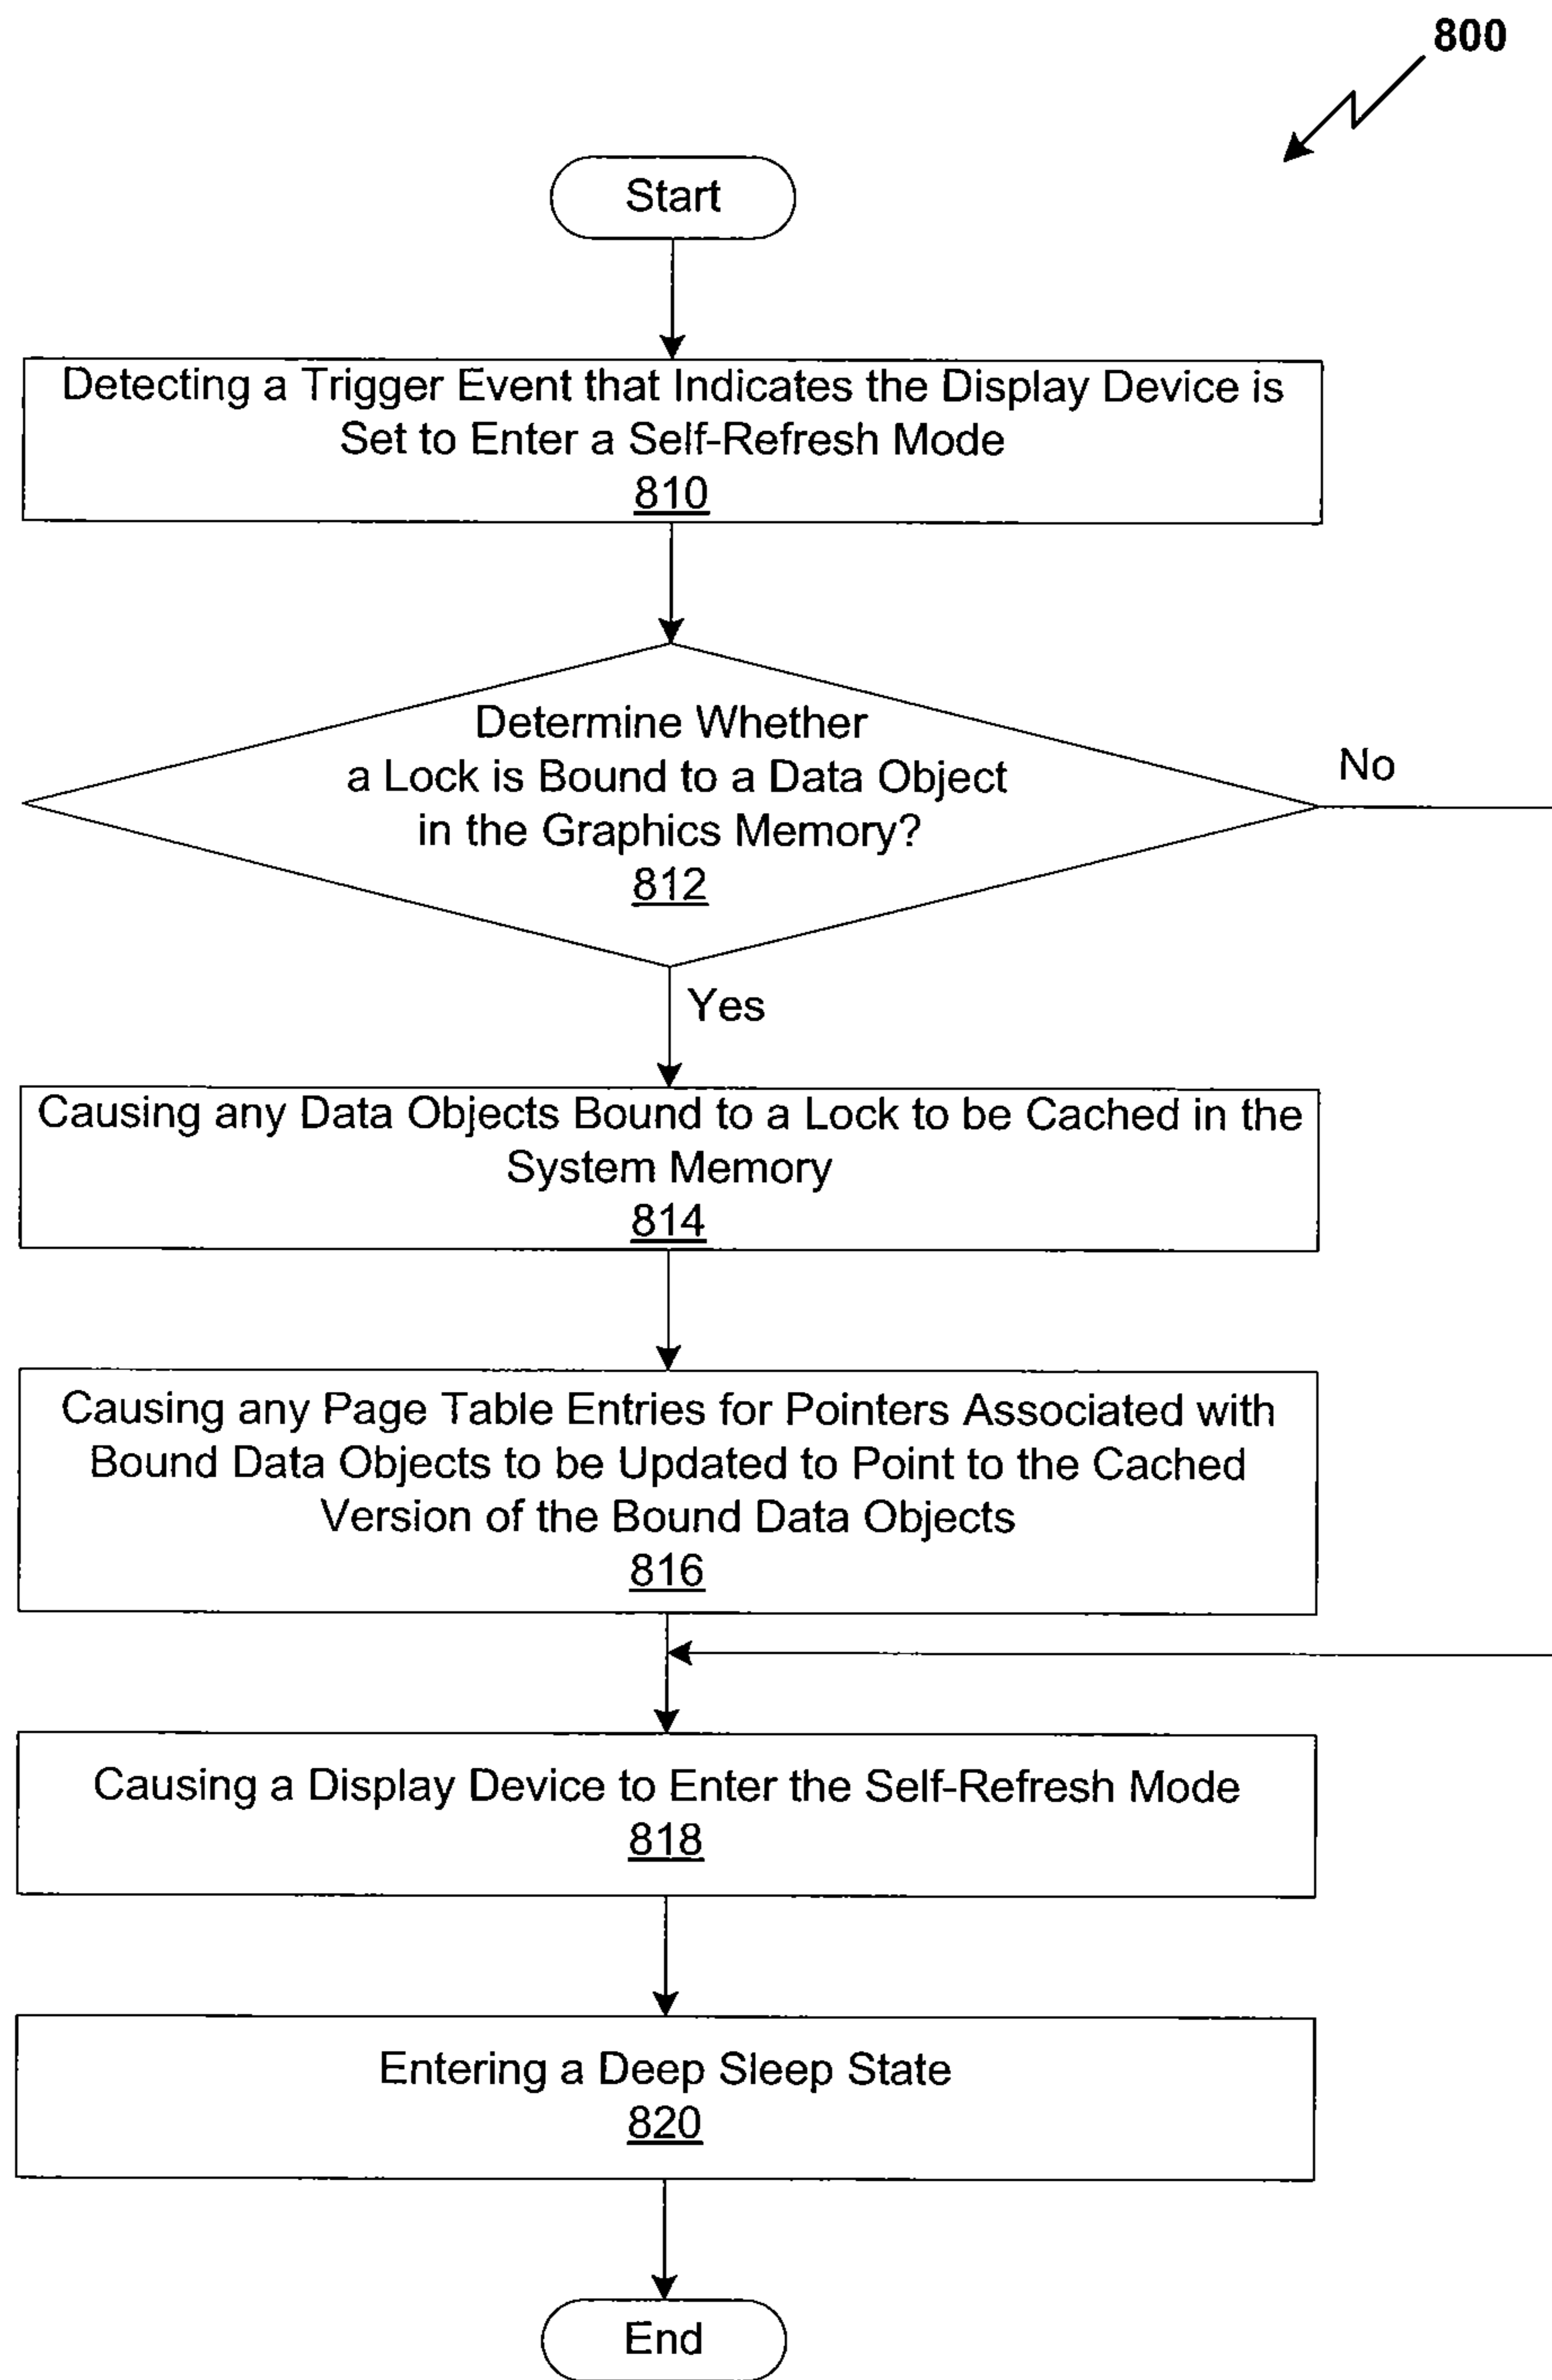 800
Start
Detecting a Trigger Event that Indicates the Display Device is
Set to Enter a Self-Refresh Mode
810
Determine Whether
a Lock is Bound to a Data Object
in the Graphics Memory?
812
No
Yes
Causing any Data Objects Bound to a Lock to be Cached in the
System Memory
814
Causing any Page Table Entries for Pointers Associated with
Bound Data Objects to be Updated to Point to the Cached
Version of the Bound Data Objects
816
Causing a Display Device to Enter the Self-Refresh Mode
818
Entering a Deep Sleep State
820
End